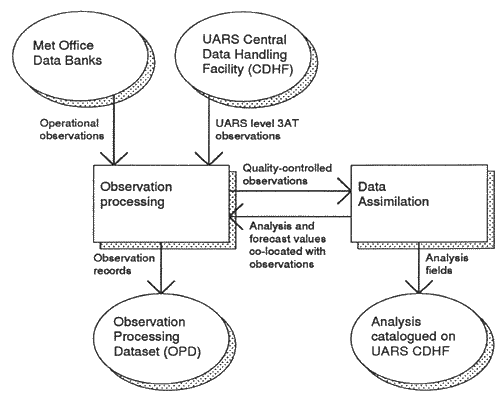 Met Office
Data Banks
UARS Central
Data Handling
Facility (CDHF)
Operational
observations
UARS level 3AT
observations
Observation
processing
Quality-controlled
observations
Data
Assimilation
Analysis and
forecast values
co-located with
observations
Observation
records
Analysis
fields
Observation
Processing
Dataset (OPD)
Analysis
catalogued on
UARS CDHF